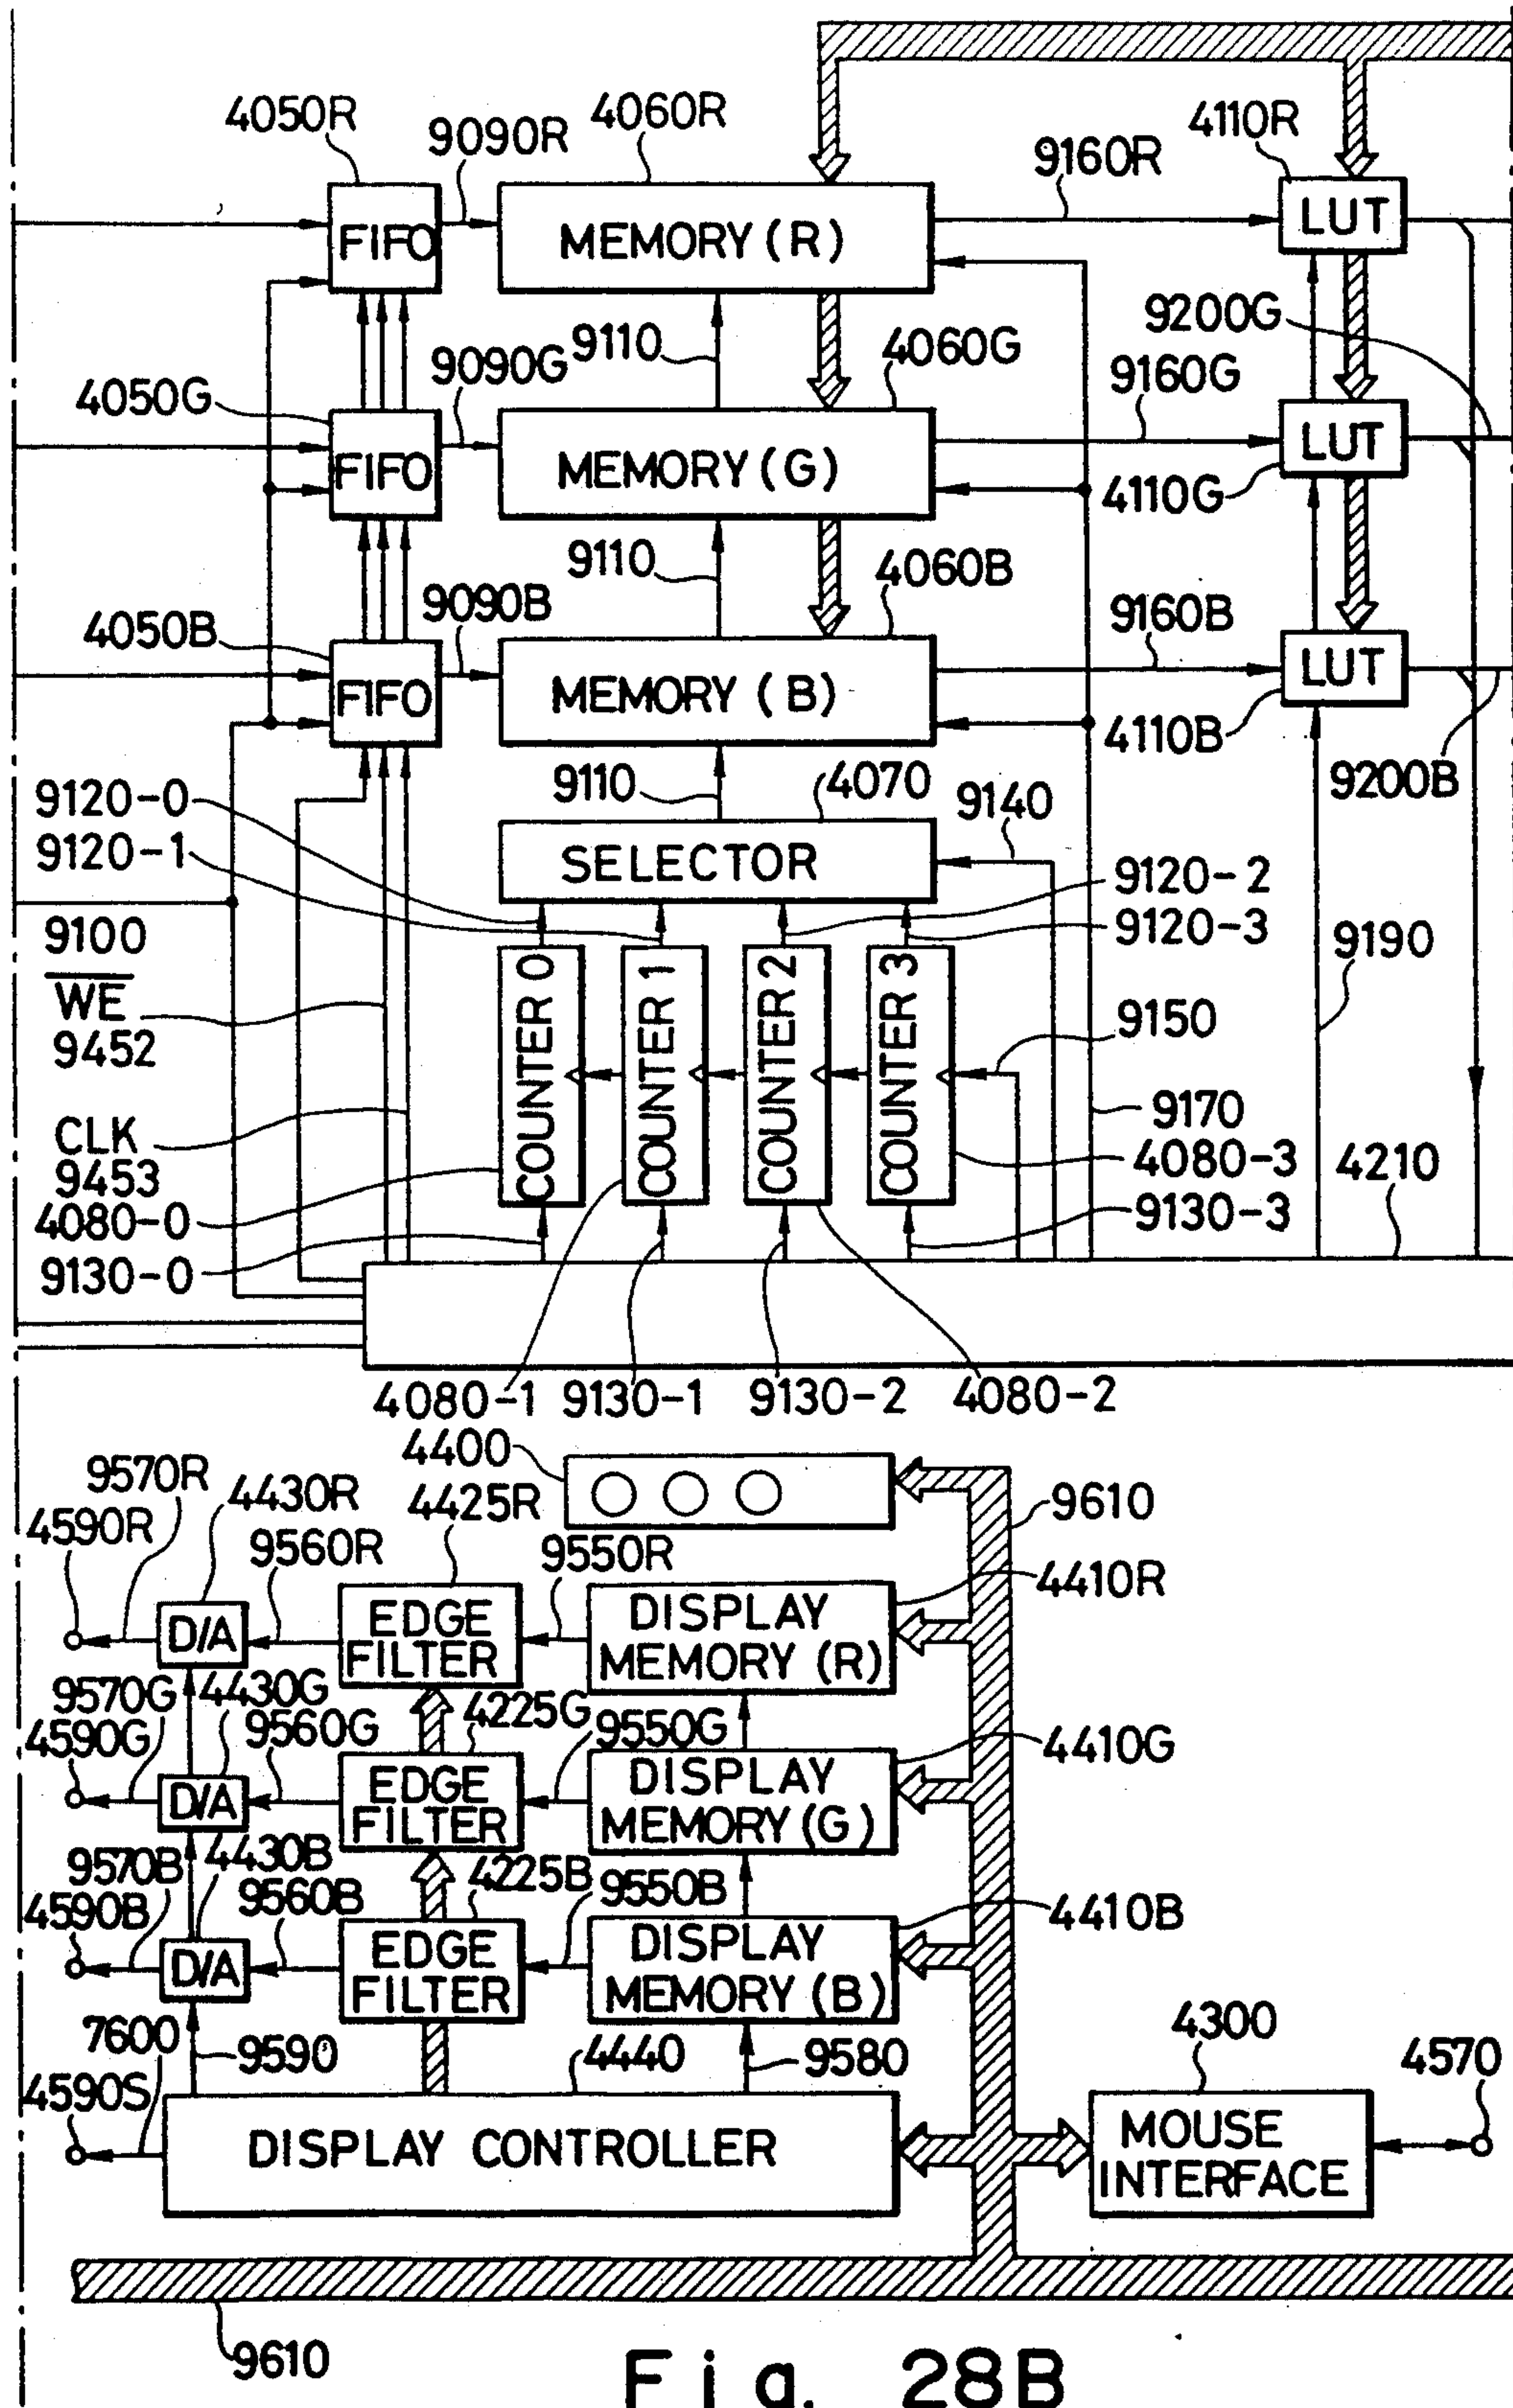 4050R
9090R
4060R
9160R
4110R
FIFO
MEMORY (R)
LUT
9200G
9110
4050G
9090G
4060G
9160G
FIFO
MEMORY (G)
LUT
4110G
9110
4050B
9090B
4060B
9160B
FIFO
MEMORY (B)
LUT
4110B
9200B
9120-0
9110
4070
9140
9120-1
SELECTOR
9120-2
9100
9120-3
9190
WE
9452
COUNTER 0
COUNTER 1
COUNTER 2
COUNTER 3
9150
CLK
9453
9170
4080-3
4210
4080-0
9130-3
9130-0
4080-1
9130-1
9130-2
4080-2
4400
9570R
4430R
4425R
9610
4590R
9560R
9550R
4410R
D/A
EDGE
FILTER
DISPLAY
MEMORY (R)
9570G
4430G
4225G
4590G
9560G
9550G
4410G
D/A
EDGE
FILTER
DISPLAY
MEMORY (G)
9570B
4430B
4225B
4590B
9560B
9550B
4410B
D/A
EDGE
FILTER
DISPLAY
MEMORY (B)
7600
9590
4440
9580
4300
4570
4590S
DISPLAY CONTROLLER
MOUSE
INTERFACE
9610
Fig. 28B